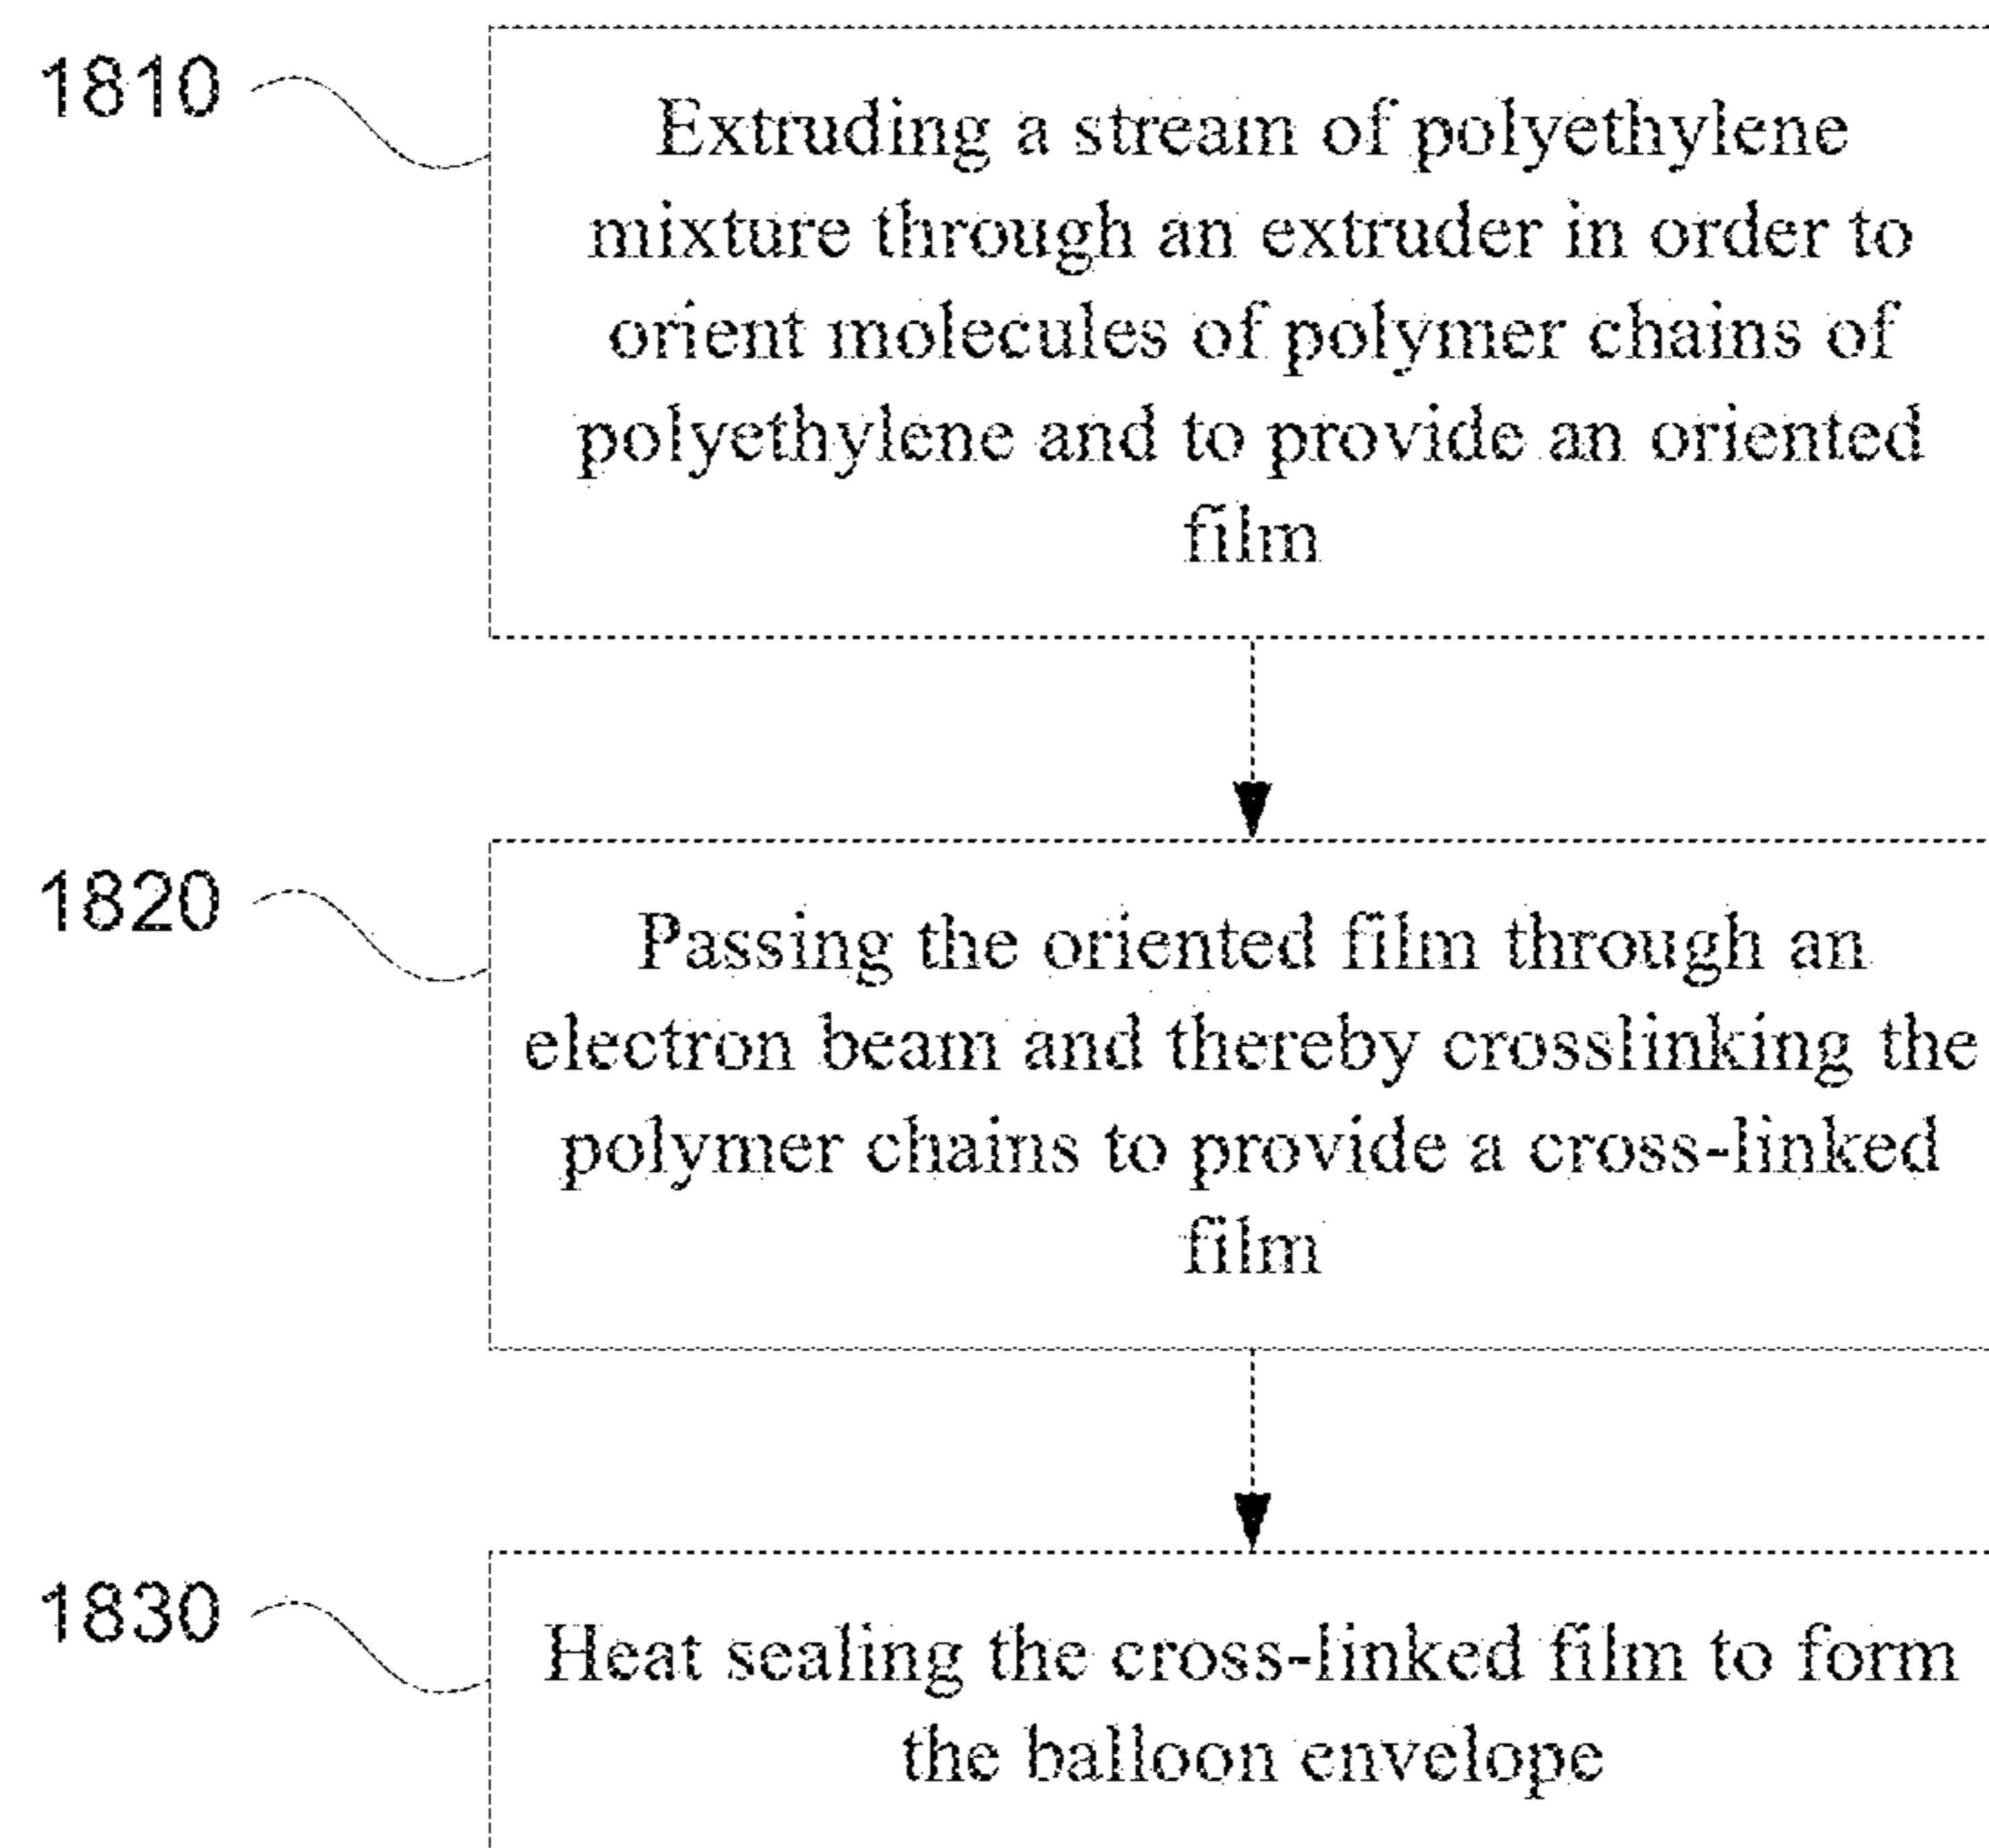 1810
Extruding a stream of polyethylene
mixture through an extruder in order to
orient molecules of polymer chains of
polyethylene and to provide an oriented
film
1820
Passing the oriented film through an
electron beam and thereby crosslinking the
polymer chains to provide a cross-linked
film
1830
Heat sealing the cross-linked film to form
the balloon envelope